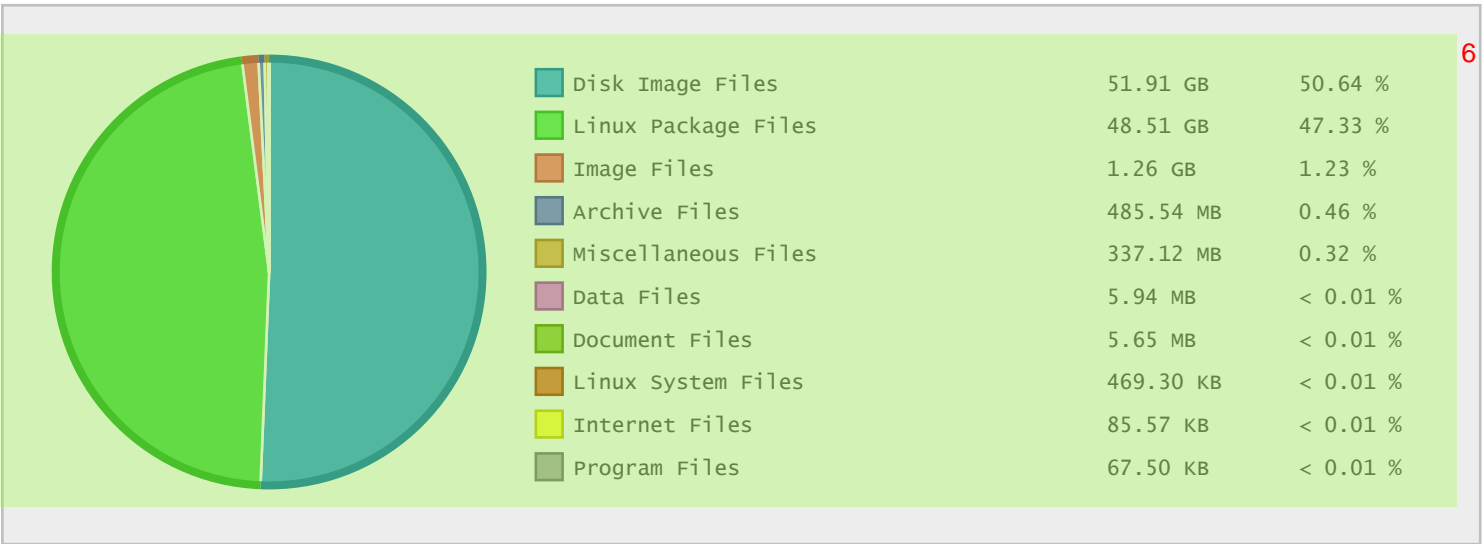 6
Disk Image Files 51.91 GB 50.64 %
Linux Package Files 48.51 GB 47.33 %
Image Files 1.26 GB 1.23 %
Archive Files 485.54 MB 0.46 %
Miscellaneous Files 337.12 MB 0.32 %
Data Files 5.94 MB < 0.01 %
Document Files 5.65 MB < 0.01 %
Linux System Files 469.30 KB < 0.01 %
Internet Files 85.57 KB < 0.01 %
Program Files 67.50 KB < 0.01 %